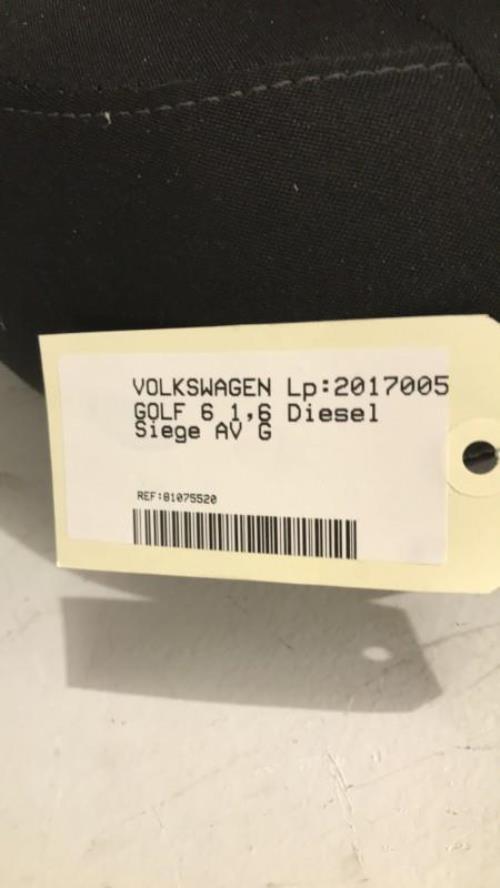 VOLKSWAGEN Lp:2017005
GOLF 6 1,6 Diesel
Siege AV G
REF:81075520